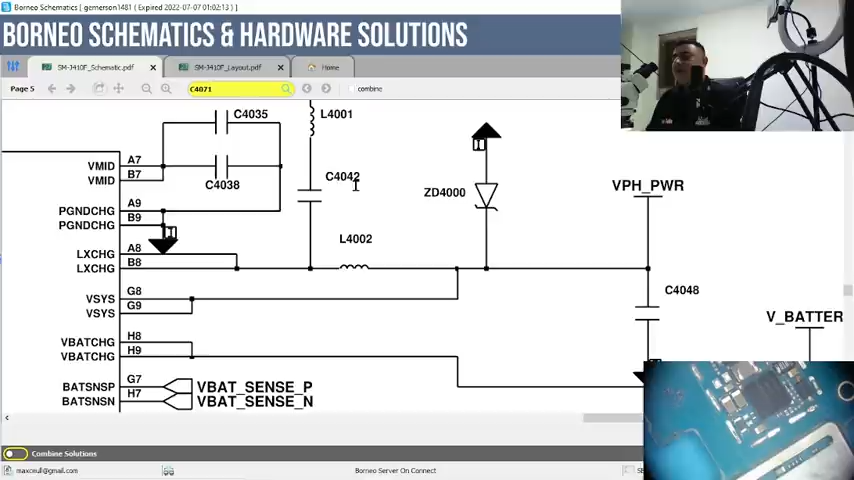 Borneo Schematics [ gemerson1481 ] (Expired 2022-07-07 01:02:13 )
BORNEO SCHEMATICS & HARDWARE SOLUTIONS
SM-J410F_Schematic.pdf
SM-J410F_Layout.pdf
Home
Page 5
C4071
combine
C4035
L4001
VMID A7
VMID B7
C4038
C4042
ZD4000
VPH_PWR
PGNDCHG A9
PGNDCHG B9
LXCHG A8
LXCHG B8
L4002
VSYS G8
VSYS G9
C4048
V_BATTER
VBATCHG H8
VBATCHG H9
BATSNSP G7 VBAT_SENSE_P
BATSNSN H7 VBAT_SENSE_N
Combine Solutions
Borneo Server On Connect